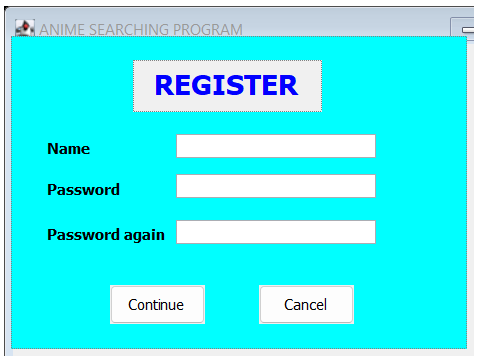 ANIME SEARCHING PROGRAM
REGISTER
Name
Password
Password again
Continue Cancel